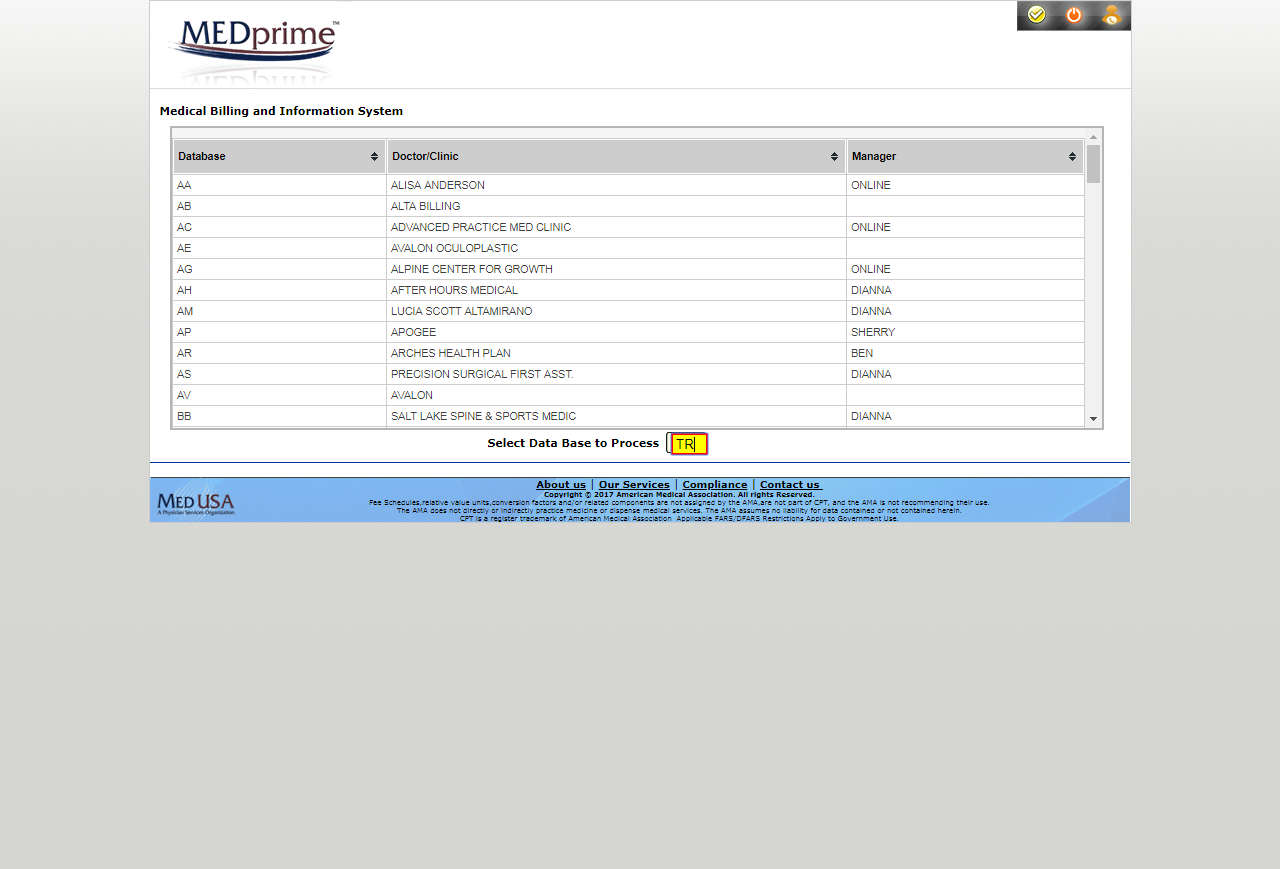 MEDprime™
Medical Billing and Information System
Database Doctor/Clinic Manager
AA ALISA ANDERSON ONLINE
AB ALTA BILLING
AC ADVANCED PRACTICE MED CLINIC ONLINE
AE AVALON OCULOPLASTIC
AG ALPINE CENTER FOR GROWTH ONLINE
AH AFTER HOURS MEDICAL DIANNA
AM LUCIA SCOTT ALTAMIRANO DIANNA
AP APOGEE SHERRY
AR ARCHES HEALTH PLAN BEN
AS PRECISION SURGICAL FIRST ASST. DIANNA
AV AVALON
BB SALT LAKE SPINE & SPORTS MEDIC DIANNA
Select Data Base to Process TR
About us | Our Services | Compliance | Contact us
Copyright © 2017 American Medical Association. All rights Reserved.
Fee Schedules,relative value units,conversion factors and/or related components are not assigned by the AMA,are not part of CPT, and the AMA is not recommending their use.
The AMA does not directly or indirectly practice medicine or dispense medical services. The AMA assumes no liability for data contained or not contained herein.
CPT is a register trademark of American Medical Association Applicable FARS/DFARS Restrictions Apply to Government Use.
MED USA
A Physician Services Organization